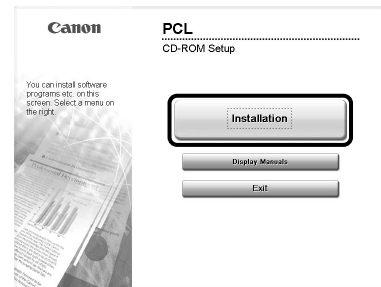 Canon
PCL
CD-ROM Setup
You can install software
programs etc. on this
screen. Select a menu on
the right.
Installation
Display Manuals
Exit